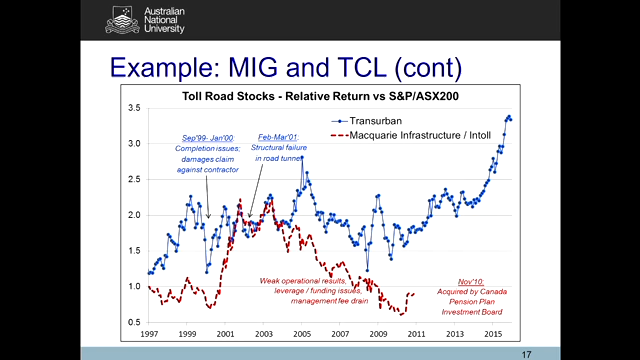 Australian
National
University
Example: MIG and TCL (cont)
Toll Road Stocks - Relative Return vs S&P/ASX200
3.5
3.0
2.5
2.0
1.5
1.0
0.5
Transurban
Macquarie Infrastructure / Intoll
Sep'99- Jan'00:
Completion issues;
damages claim
against contractor
Feb-Mar'01:
Structural failure
in road tunnel
Weak operational results,
leverage / funding issues,
management fee drain
Nov'10:
Acquired by Canada
Pension Plan
Investment Board
1997 1999 2001 2003 2005 2007 2009 2011 2013 2015
17